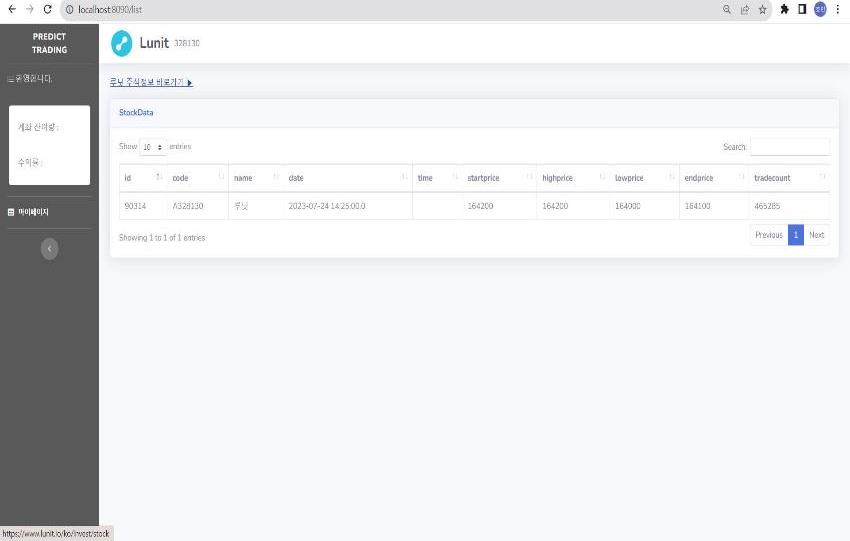 localhost:8090/list
PREDICT
TRADING
Lunit 328130
환영합니다.
루닛 주식정보 바로가기 ▶
계좌 잔여량 :
수익률 :
마이페이지
StockData
Show 10 entries
Search:
id code name date time startprice highprice lowprice endprice tradecount
90314 A328130 루닛 2023-07-24 14:25:00.0 164200 164200 164000 164100 465285
Showing 1 to 1 of 1 entries
Previous 1 Next
https://www.lunit.io/ko/invest/stock